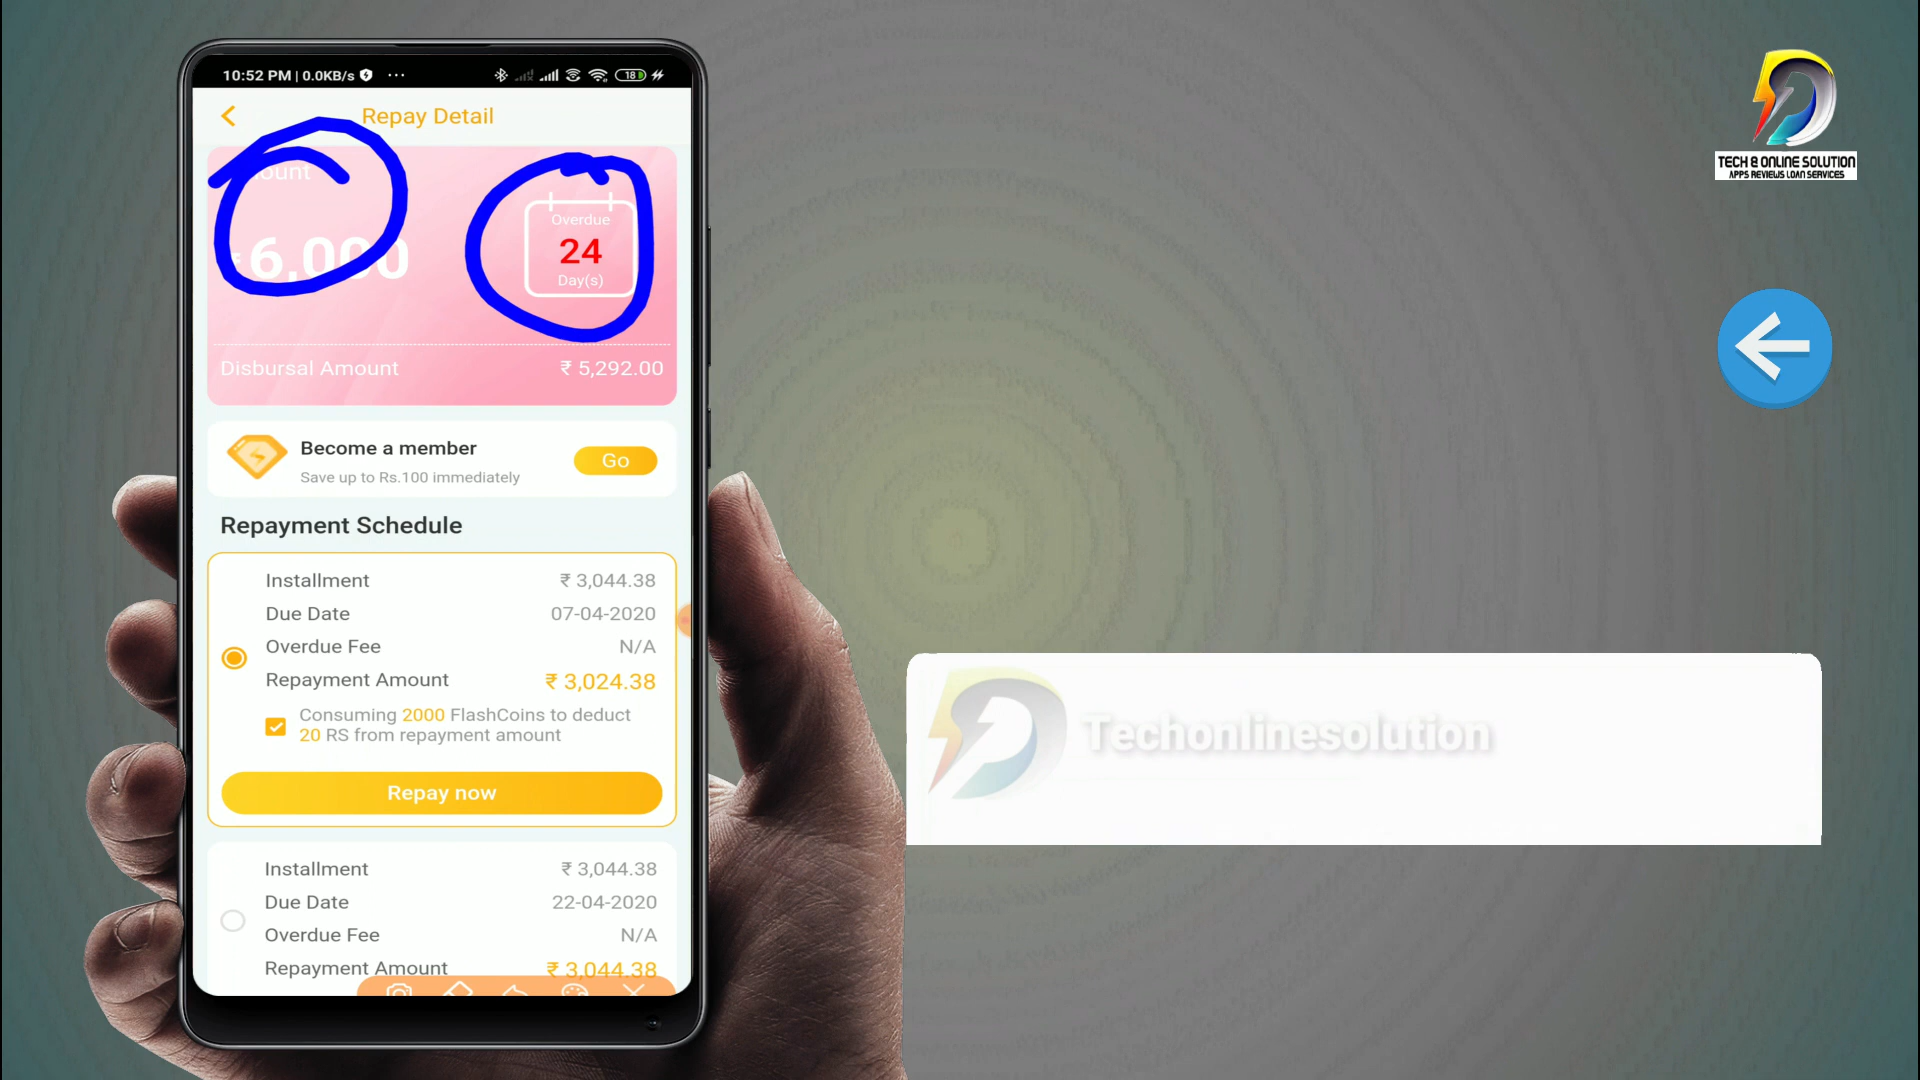 10:52 PM | 0.0KB/s ...
18
Repay Detail
ount
6,000
Overdue
24
Day(s)
Disbursal Amount ₹ 5,292.00
Become a member
Save up to Rs.100 immediately
Go
Repayment Schedule
Installment ₹ 3,044.38
Due Date 07-04-2020
Overdue Fee N/A
Repayment Amount ₹ 3,024.38
Consuming 2000 FlashCoins to deduct
20 RS from repayment amount
Repay now
Installment ₹ 3,044.38
Due Date 22-04-2020
Overdue Fee N/A
Repayment Amount ₹ 3,044.38
TECH & ONLINE SOLUTION
APPS REVIEWS LOAN SERVICES
Techonlinesolution